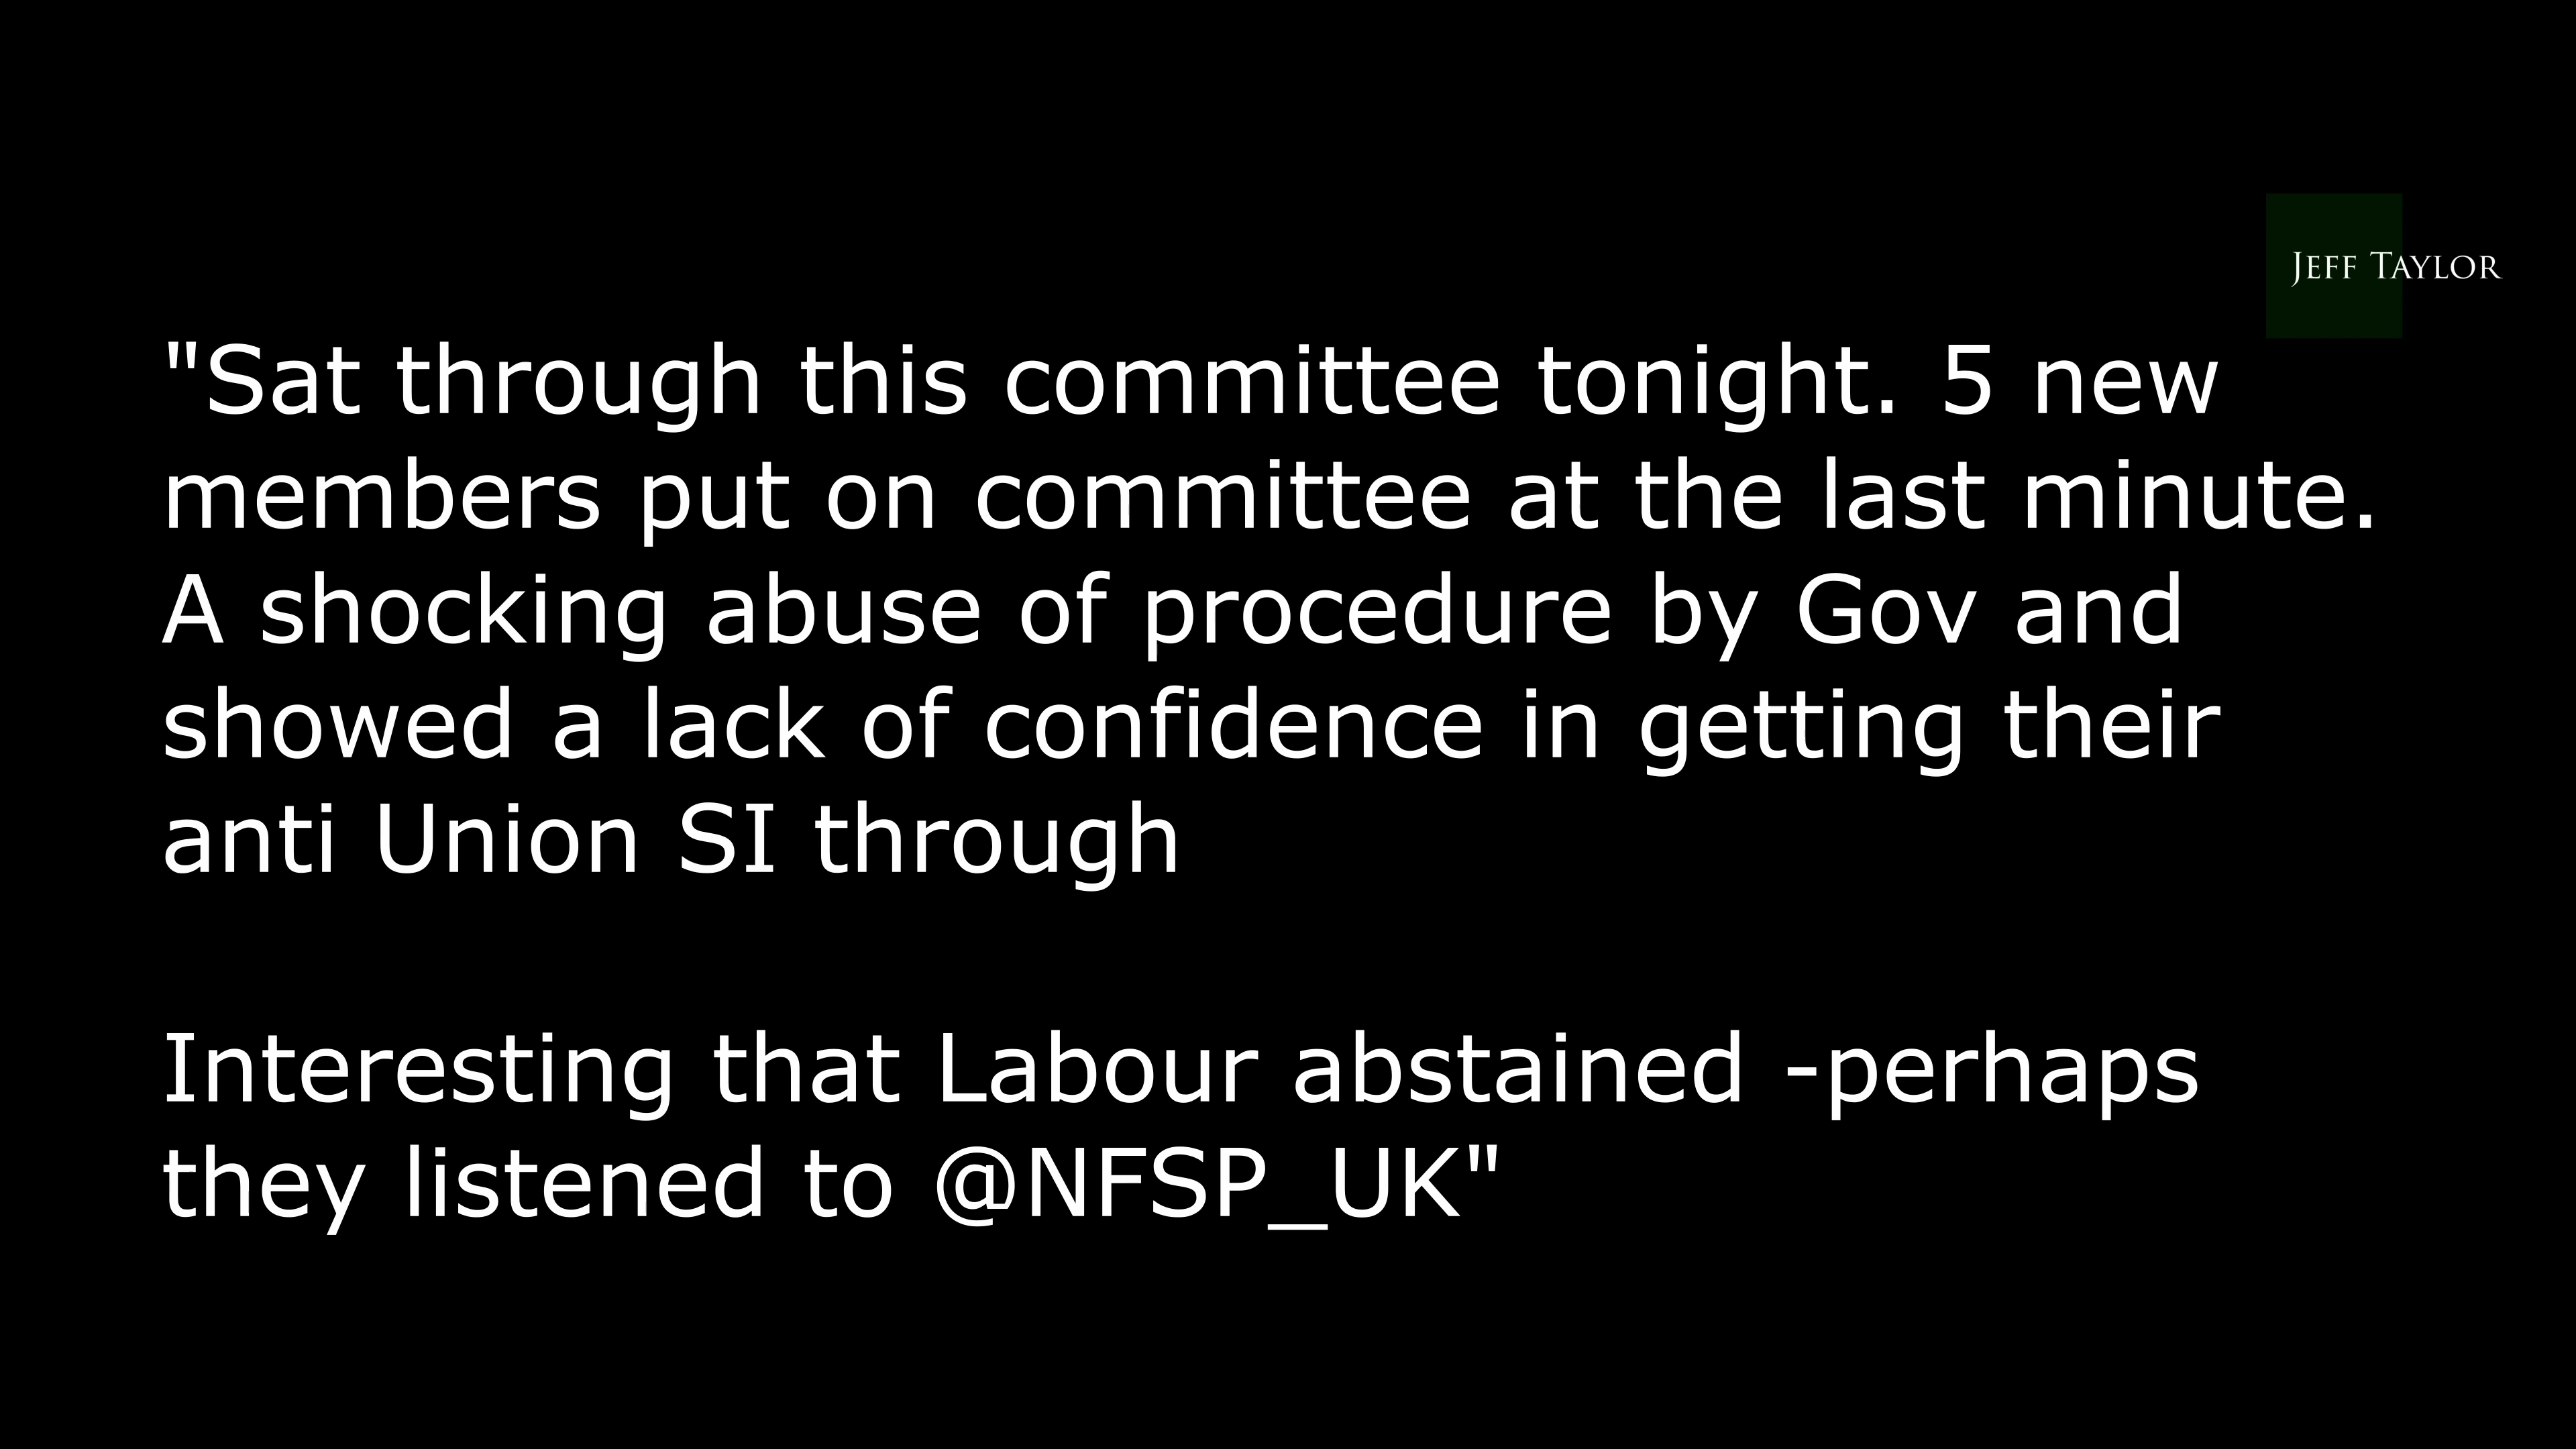 JEFF TAYLOR
"Sat through this committee tonight. 5 new
members put on committee at the last minute.
A shocking abuse of procedure by Gov and
showed a lack of confidence in getting their
anti Union SI through
Interesting that Labour abstained -perhaps
they listened to @NFSP_UK"